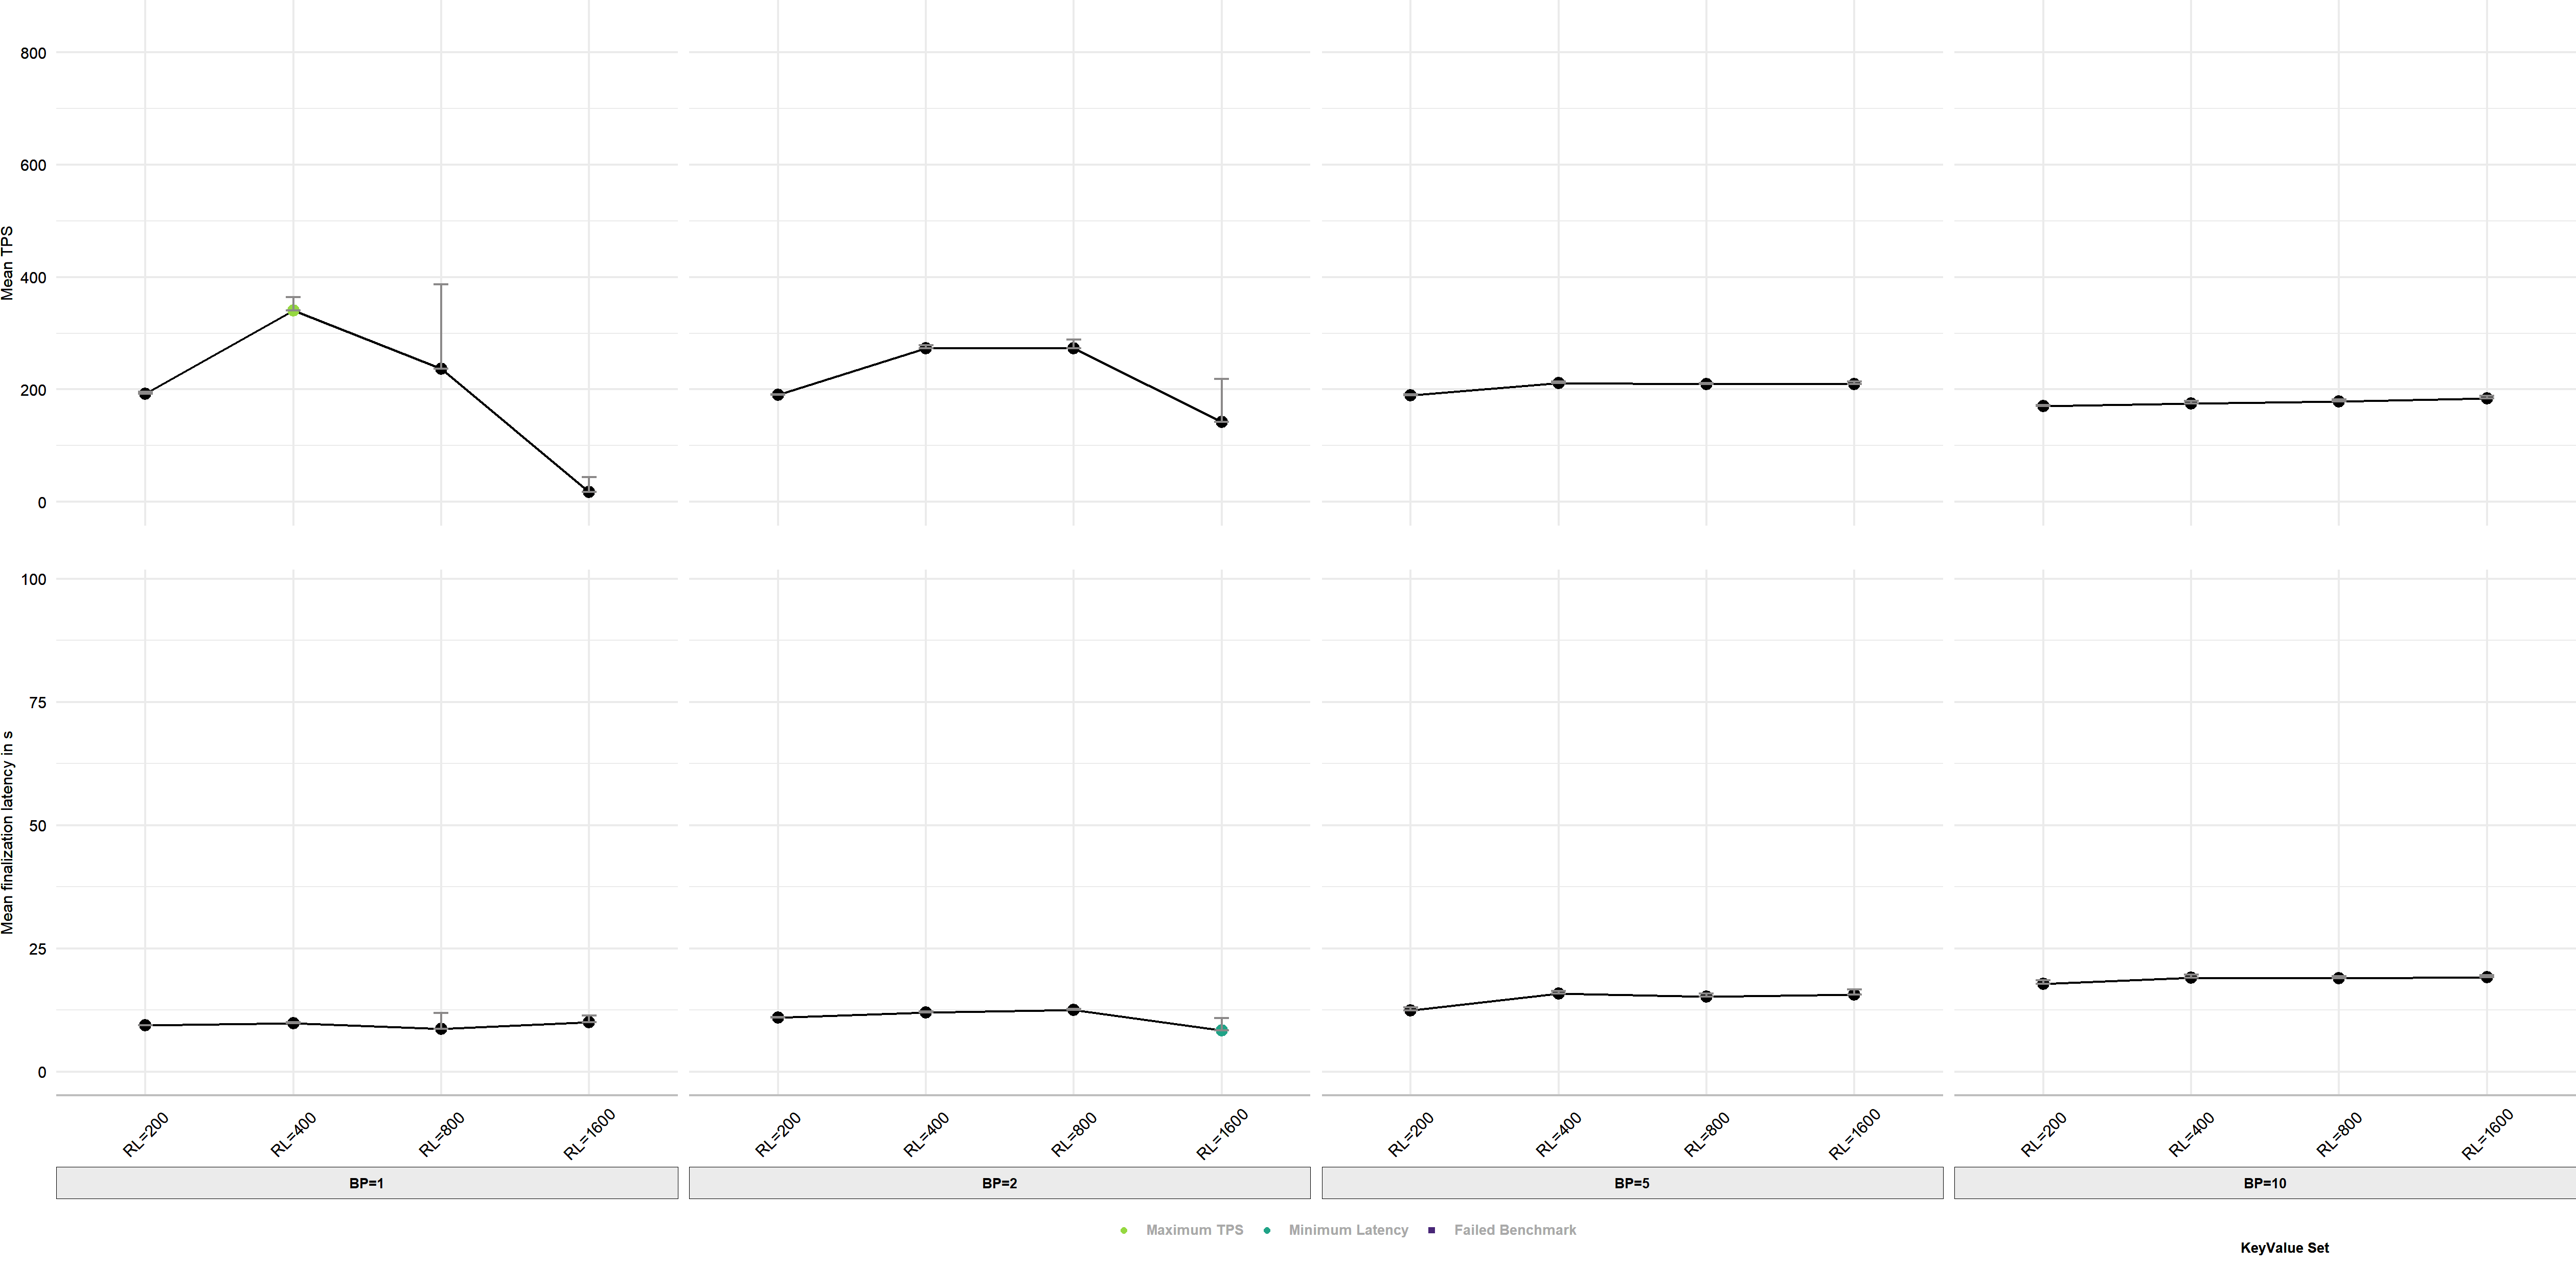 800
600
400
200
0
Mean TPS
100
75
50
25
0
Mean finalization latency in s
RL=200
RL=400
RL=800
RL=1600
RL=200
RL=400
RL=800
RL=1600
RL=200
RL=400
RL=800
RL=1600
RL=200
RL=400
RL=800
RL=1600
BP=1
BP=2
BP=5
BP=10
Maximum TPS
Minimum Latency
Failed Benchmark
KeyValue Set